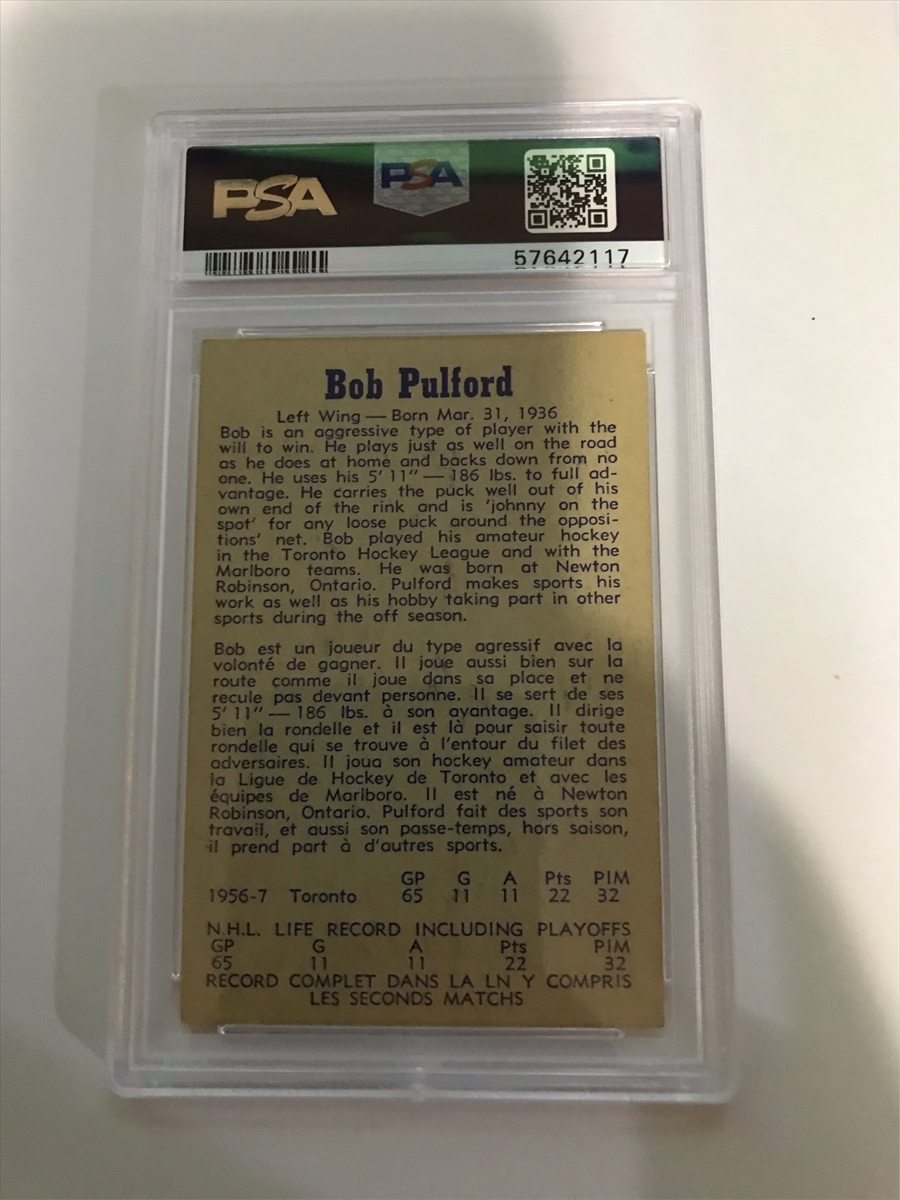 PSA
PSA
57642117
Bob Pulford
Left Wing — Born Mar. 31, 1936
Bob is an aggressive type of player with the
will to win. He plays just as well on the road
as he does at home and backs down from no
one. He uses his 5' 11" — 186 lbs. to full ad-
vantage. He carries the puck well out of his
own end of the rink and is 'johnny on the
spot' for any loose puck around the opposi-
tions' net. Bob played his amateur hockey
in the Toronto Hockey League and with the
Marlboro teams. He was born at Newton
Robinson, Ontario. Pulford makes sports his
work as well as his hobby taking part in other
sports during the off season.
Bob est un joueur du type agressif avec la
volonté de gagner. Il joue aussi bien sur la
route comme il joue dans sa place et ne
recule pas devant personne. Il se sert de ses
5' 11" — 186 lbs. à son avantage. Il dirige
bien la rondelle et il est là pour saisir toute
rondelle qui se trouve à l'entour du filet des
adversaires. Il joua son hockey amateur dans
la Ligue de Hockey de Toronto et avec les
équipes de Marlboro. Il est né à Newton
Robinson, Ontario. Pulford fait des sports son
travail, et aussi son passe-temps, hors saison,
il prend part à d'autres sports.
GP G A Pts PIM
1956-7 Toronto 65 11 11 22 32
N.H.L. LIFE RECORD INCLUDING PLAYOFFS
GP G A Pts PIM
65 11 11 22 32
RECORD COMPLET DANS LA LN Y COMPRIS
LES SECONDS MATCHS